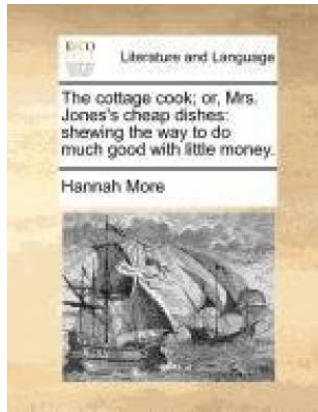 ECCO
Literature and Language
The cottage cook; or, Mrs.
Jones's cheap dishes:
shewing the way to do
much good with little money.
Hannah More